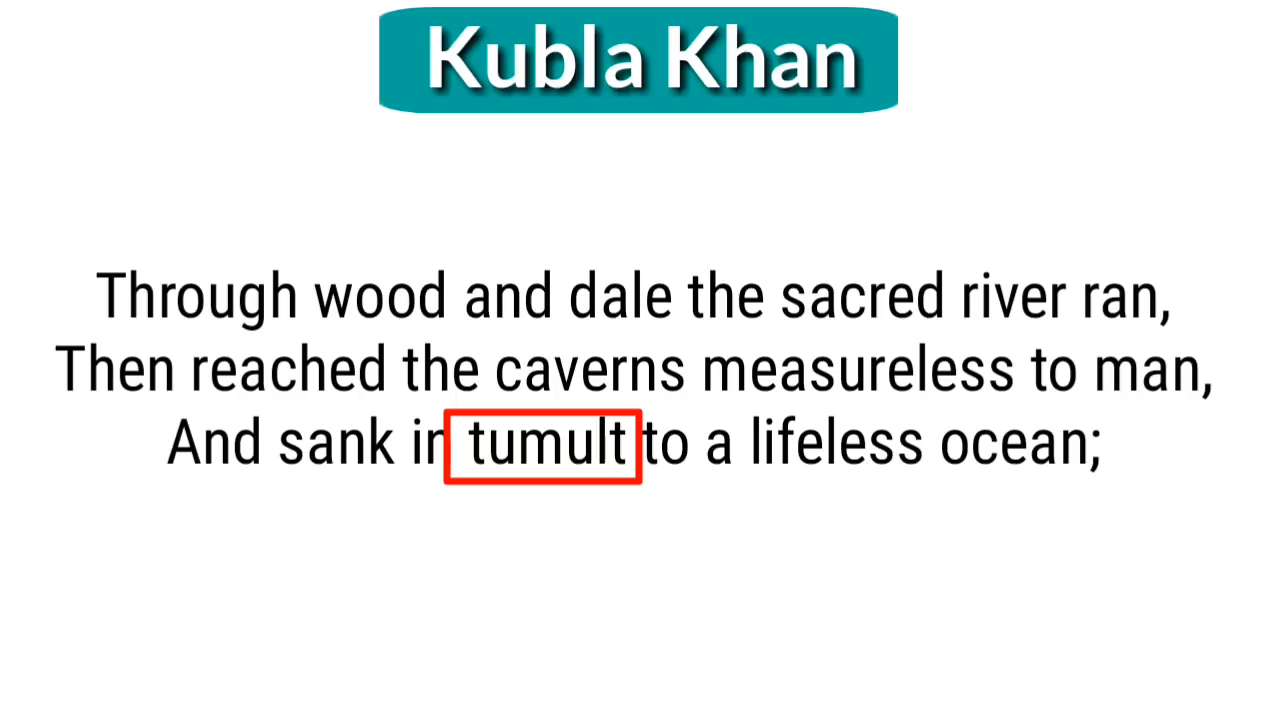 Kubla Khan
Through wood and dale the sacred river ran,
Then reached the caverns measureless to man,
And sank in tumult to a lifeless ocean;